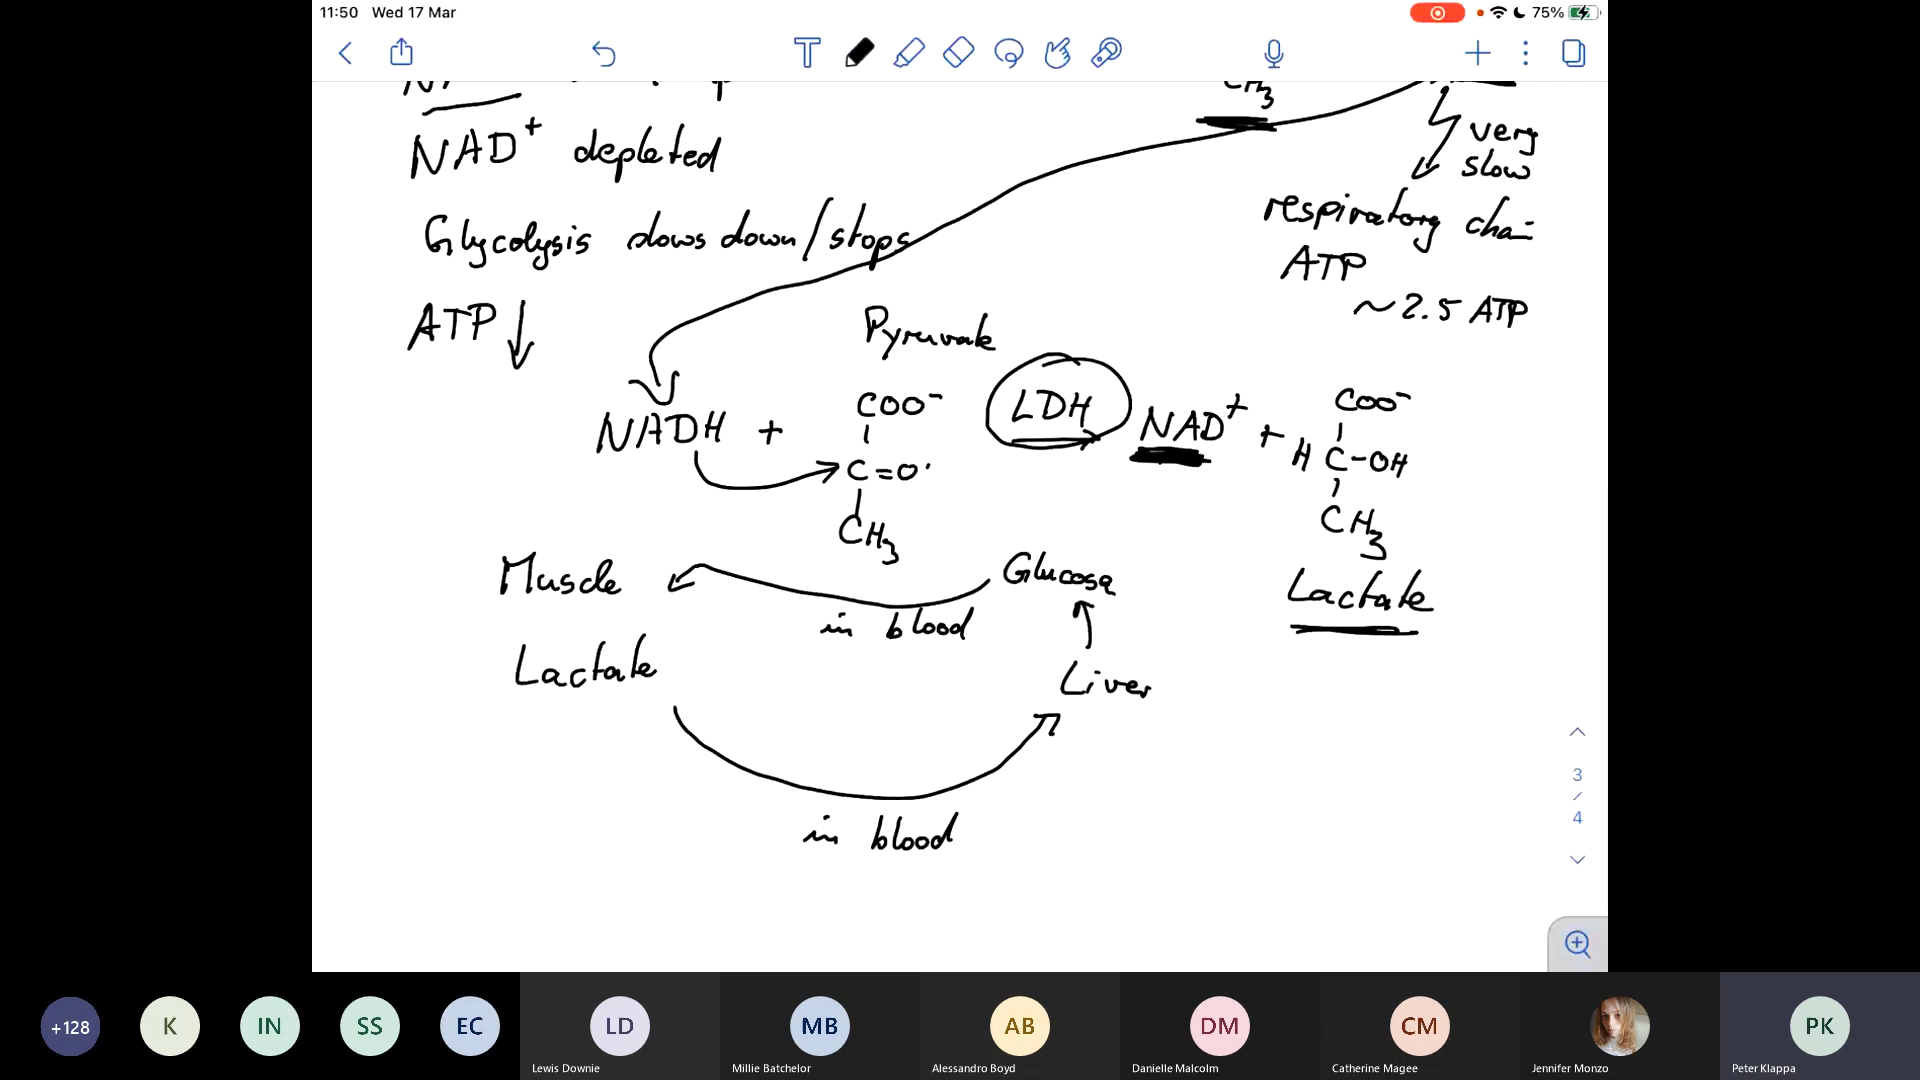 11:50 Wed 17 Mar
75%
CH3
NAD+ depleted
very
slow
Glycolysis slows down/stops
respiratory chai
ATP
~2.5 ATP
ATP ↓
Pyruvate
NADH + COO-
C=O
CH3
LDH
NAD+ + COO-
H C-OH
CH3
Lactate
Muscle
Glucose
in blood
Lactate
Liver
in blood
3
/
4
+128
K
IN
SS
EC
LD
Lewis Downie
MB
Millie Batchelor
AB
Alessandro Boyd
DM
Danielle Malcolm
CM
Catherine Magee
Jennifer Monzo
PK
Peter Klappa